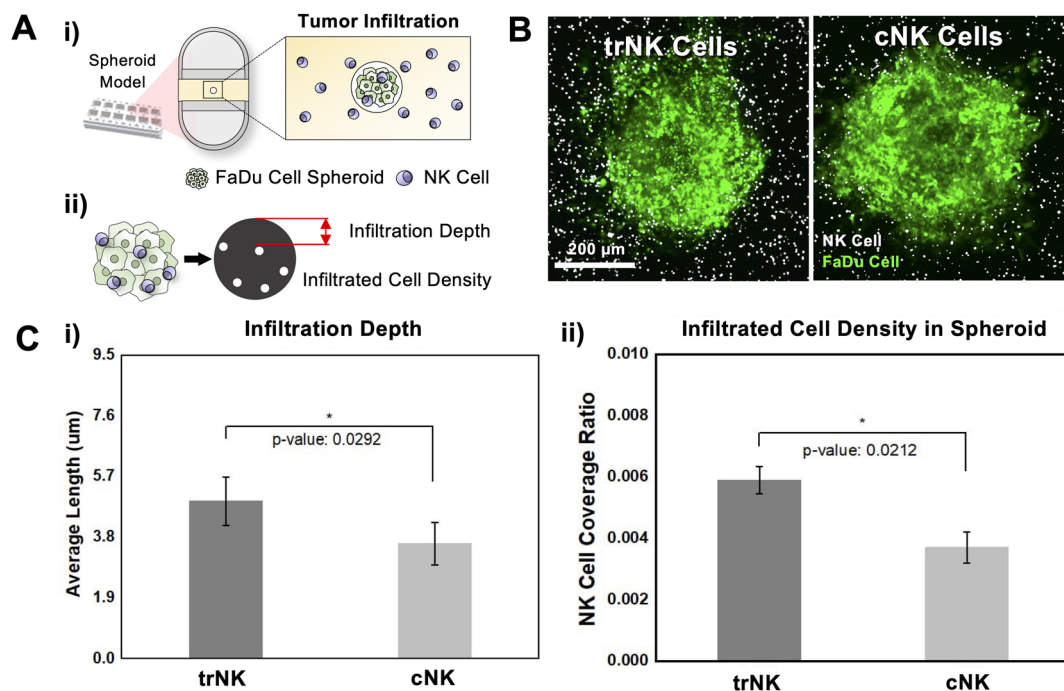 A
i)
Tumor Infiltration
Spheroid
Model
FaDu Cell Spheroid
NK Cell
ii)
Infiltration Depth
Infiltrated Cell Density
B
trNK Cells
cNK Cells
200 µm
NK Cell
FaDu Cell
C
i)
Infiltration Depth
9.5
7.6
5.7
3.8
1.9
0.0
Average Length (um)
*
p-value: 0.0292
trNK
cNK
ii)
Infiltrated Cell Density in Spheroid
0.010
0.008
0.006
0.004
0.002
0.000
NK Cell Coverage Ratio
*
p-value: 0.0212
trNK
cNK